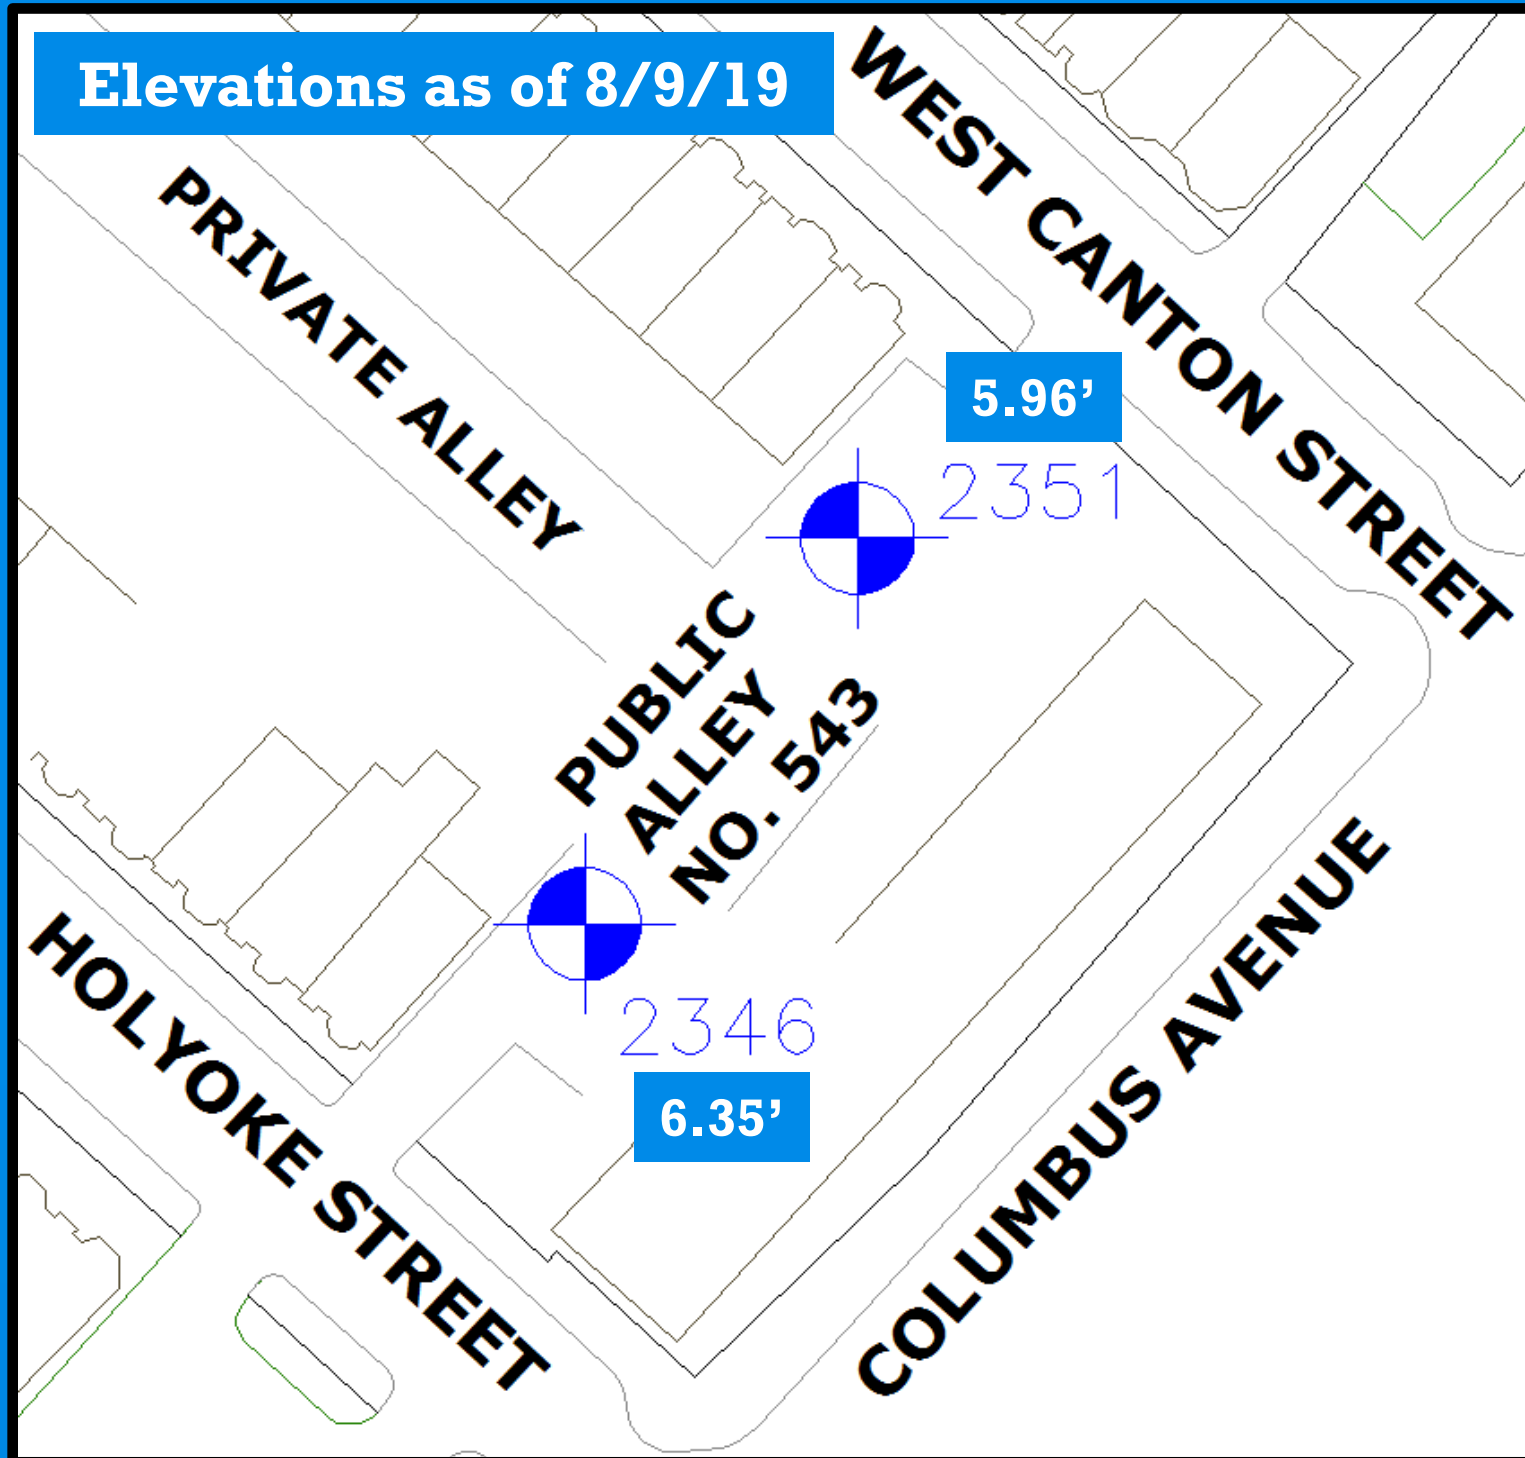 Elevations as of 8/9/19
WEST CANTON STREET
PRIVATE ALLEY
5.96’
2351
PUBLIC
ALLEY
NO. 543
2346
6.35’
HOLYOKE STREET
COLUMBUS AVENUE